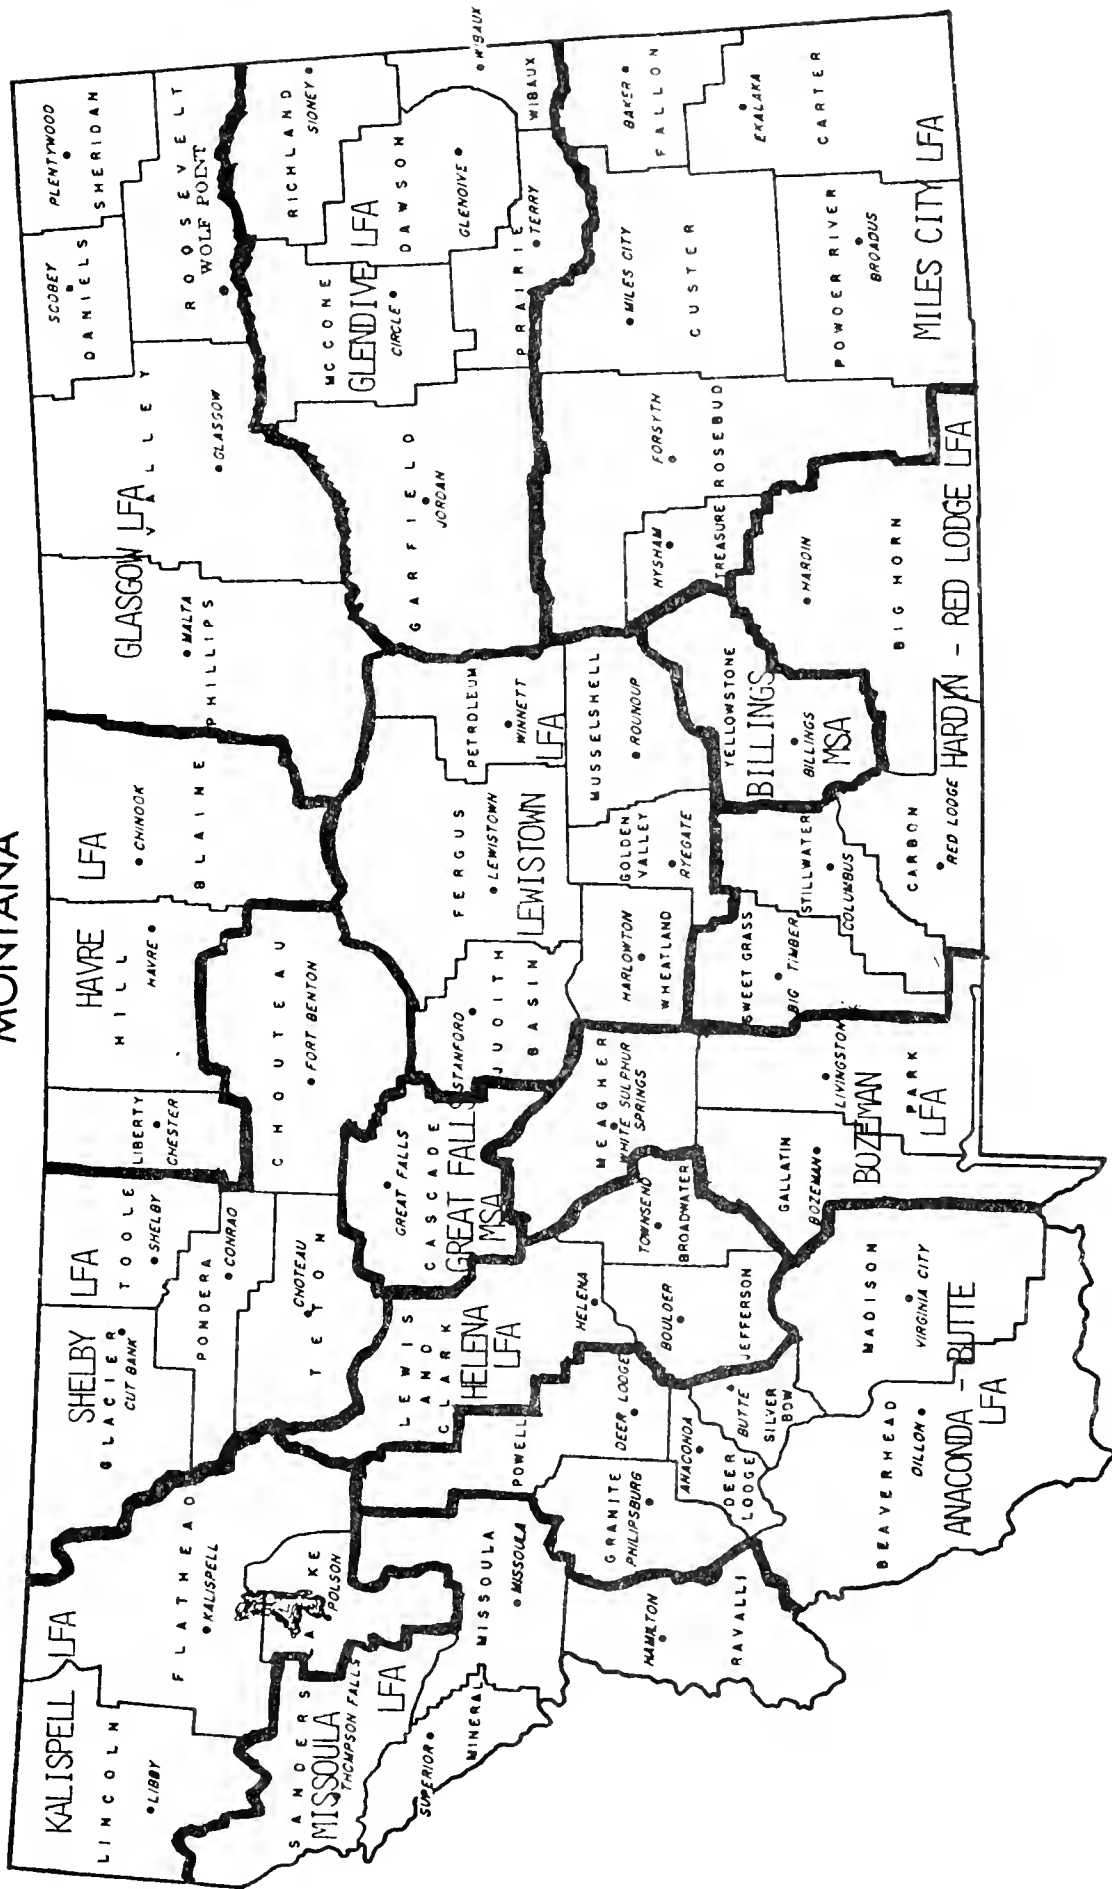 MONTANA
KALISPELL LFA
LINCOLN
•LIBBY
FLATHEAD
•KALISPELL
LAKE
•POLSON
SANDERS
MISSOULA
THOMPSON FALLS
LFA
SUPERIOR•
MINERAL
MISSOULA
•MISSOULA
HAMILTON
RAVALLI
SHELBY LFA
GLACIER
CUT BANK
TOOLE
•SHELBY
PONDERA
•CONRAD
•CHOTEAU
TETON
LEWIS
AND
CLARK
HELENA
LFA
HELENA
POWELL
DEER LODGE
GRANITE
PHILIPSBURG
ANACONDA
DEER
LODGE
BUTTE
SILVER
BOW
BOULDER
JEFFERSON
TOWNSEND
BROADWATER
BEAVERHEAD
DILLON•
MADISON
VIRGINIA CITY
ANACONDA - BUTTE
LFA
HAVRE LFA
LIBERTY
CHESTER
HILL
HAVRE •
•CHINOOK
BLAINE
CHOUTEAU
•FORT BENTON
GREAT FALLS
CASCADE
GREAT FALLS
MSA
MEAGHER
WHITE SULPHUR
SPRINGS
GALLATIN
BOZEMAN•
BOZEMAN
LFA
•LIVINGSTON
PARK
STANFORD
JUDITH
BASIN
FERGUS
•LEWISTOWN
LEWISTOWN LFA
PETROLEUM
WINNETT
HARLOWTON
WHEATLAND
GOLDEN
VALLEY
RYEGATE
MUSSELSHELL
•ROUNDUP
SWEET GRASS
BIG TIMBER
STILLWATER
COLUMBUS
CARBON
•RED LODGE
YELLOWSTONE
BILLINGS
BILLINGS
MSA
•HARDIN
BIG HORN
HARDIN - RED LODGE LFA
GLASGOW LFA
•MALTA
PHILLIPS
VALLEY
•GLASGOW
SCOBEY
DANIELS
PLENTYWOOD
SHERIDAN
ROOSEVELT
WOLF POINT
GARFIELD
JORDAN
MCCONE
GLENDIVE LFA
CIRCLE•
RICHLAND
SIDNEY•
DAWSON
GLENDIVE•
PRAIRIE
•TERRY
•WIBAUX
WIBAUX
HYSHAM
TREASURE
FORSYTH
ROSEBUD
•MILES CITY
CUSTER
BAKER•
FALLON
EKALAKA
CARTER
POWDER RIVER
BROADUS
MILES CITY LFA